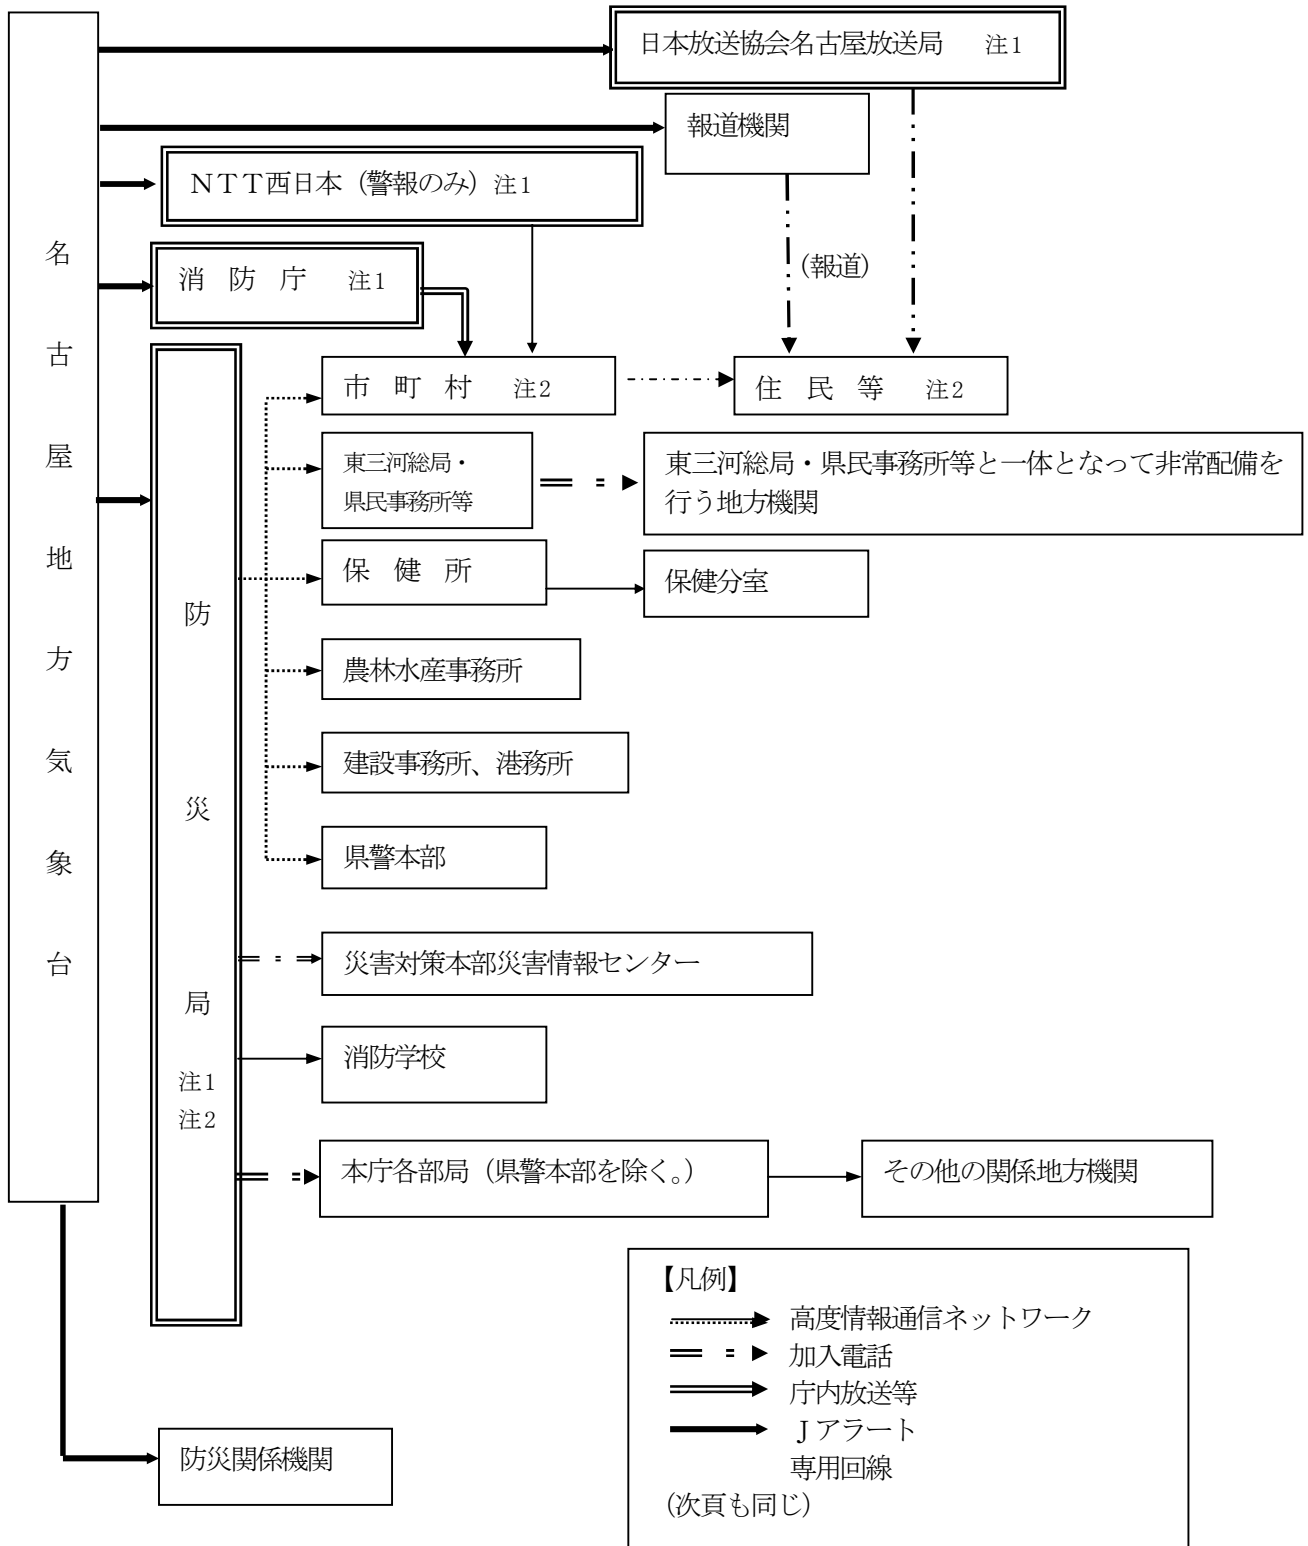 日本放送協会名古屋放送局 注1
報道機関
NTT西日本(警報のみ)注1
消防庁 注1
(報道)
名古屋地方気象台
市町村 注2
住民等 注2
東三河総局・
県民事務所等
東三河総局・県民事務所等と一体となって非常配備を
行う地方機関
保健所
保健分室
防災局
注1
注2
農林水産事務所
建設事務所、港務所
県警本部
災害対策本部災害情報センター
消防学校
本庁各部局(県警本部を除く。)
その他の関係地方機関
防災関係機関
【凡例】
高度情報通信ネットワーク
加入電話
庁内放送等
Jアラート
専用回線
(次頁も同じ)